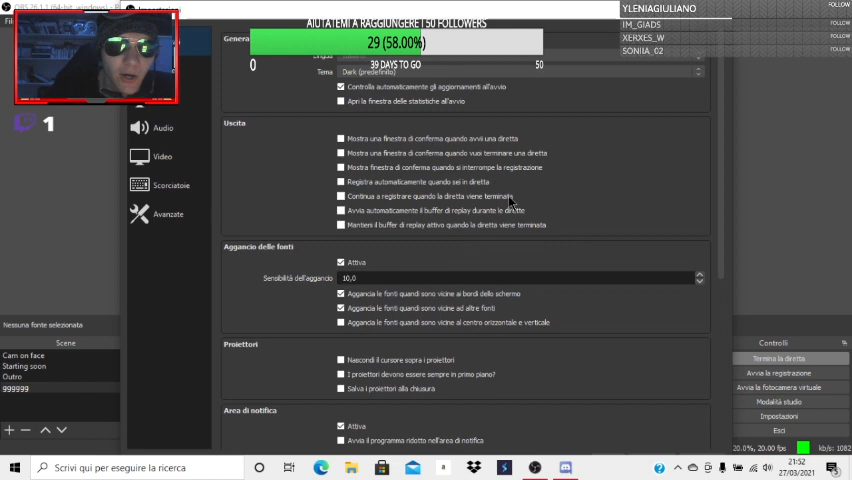 YLENIAGIULIANO
FOLLOW
IM_GIADS
FOLLOW
XERXES_W
FOLLOW
SONIIA_02
FOLLOW
AIUTATEMI A RAGGIUNGERE I 50 FOLLOWERS
29 (58.00%)
0
39 DAYS TO GO
50
1
Tema
Dark (predefinito)
Controlla automaticamente gli aggiornamenti all'avvio
Apri la finestra delle statistiche all'avvio
Audio
Video
Scorciatoie
Avanzate
Uscita
Mostra una finestra di conferma quando avvii una diretta
Mostra una finestra di conferma quando vuoi terminare una diretta
Mostra finestra di conferma quando si interrompe la registrazione
Registra automaticamente quando sei in diretta
Continua a registrare quando la diretta viene terminata
Avvia automaticamente il buffer di replay durante le dirette
Mantieni il buffer di replay attivo quando la diretta viene terminata
Aggancio delle fonti
Attiva
Sensibilità dell'aggancio
10,0
Aggancia le fonti quandi sono vicine ai bordi dello schermo
Aggancia le fonti quandi sono vicine ad altre fonti
Aggancia le fonti quandi sono vicine al centro orizzontale e verticale
Proiettori
Nascondi il cursore sopra i proiettori
I proiettori devono essere sempre in primo piano?
Salva i proiettori alla chiusura
Area di notifica
Attiva
Avvia il programma ridotto nell'area di notifica
Nessuna fonte selezionata
Scene
Cam on face
Starting soon
Outro
ggggggg
Controlli
Termina la diretta
Avvia la registrazione
Avvia la fotocamera virtuale
Modalità studio
Impostazioni
Esci
20.0%, 20.00 fps
kb/s: 1082
Scrivi qui per eseguire la ricerca
21:52
27/03/2021